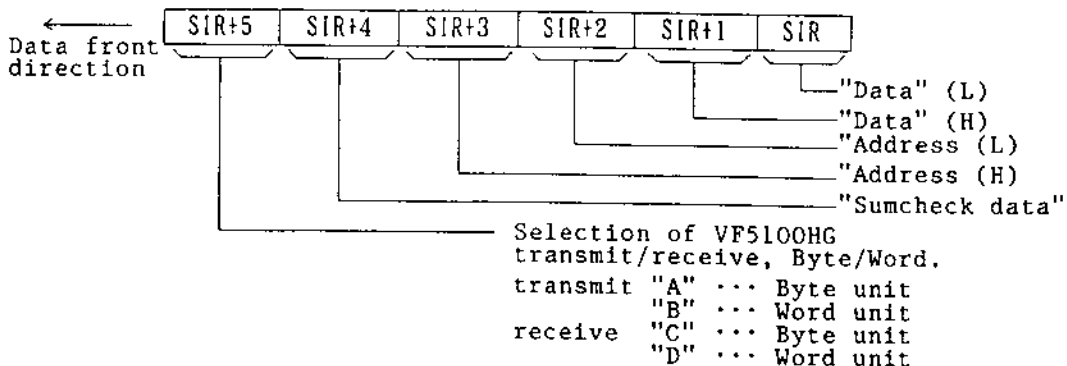 SIR+5 SIR+4 SIR+3 SIR+2 SIR+1 SIR
Data front
direction
"Data" (L)
"Data" (H)
"Address (L)
"Address (H)
"Sumcheck data"
Selection of VF5100HG
transmit/receive, Byte/Word.
transmit "A" ··· Byte unit
"B" ··· Word unit
receive "C" ··· Byte unit
"D" ··· Word unit